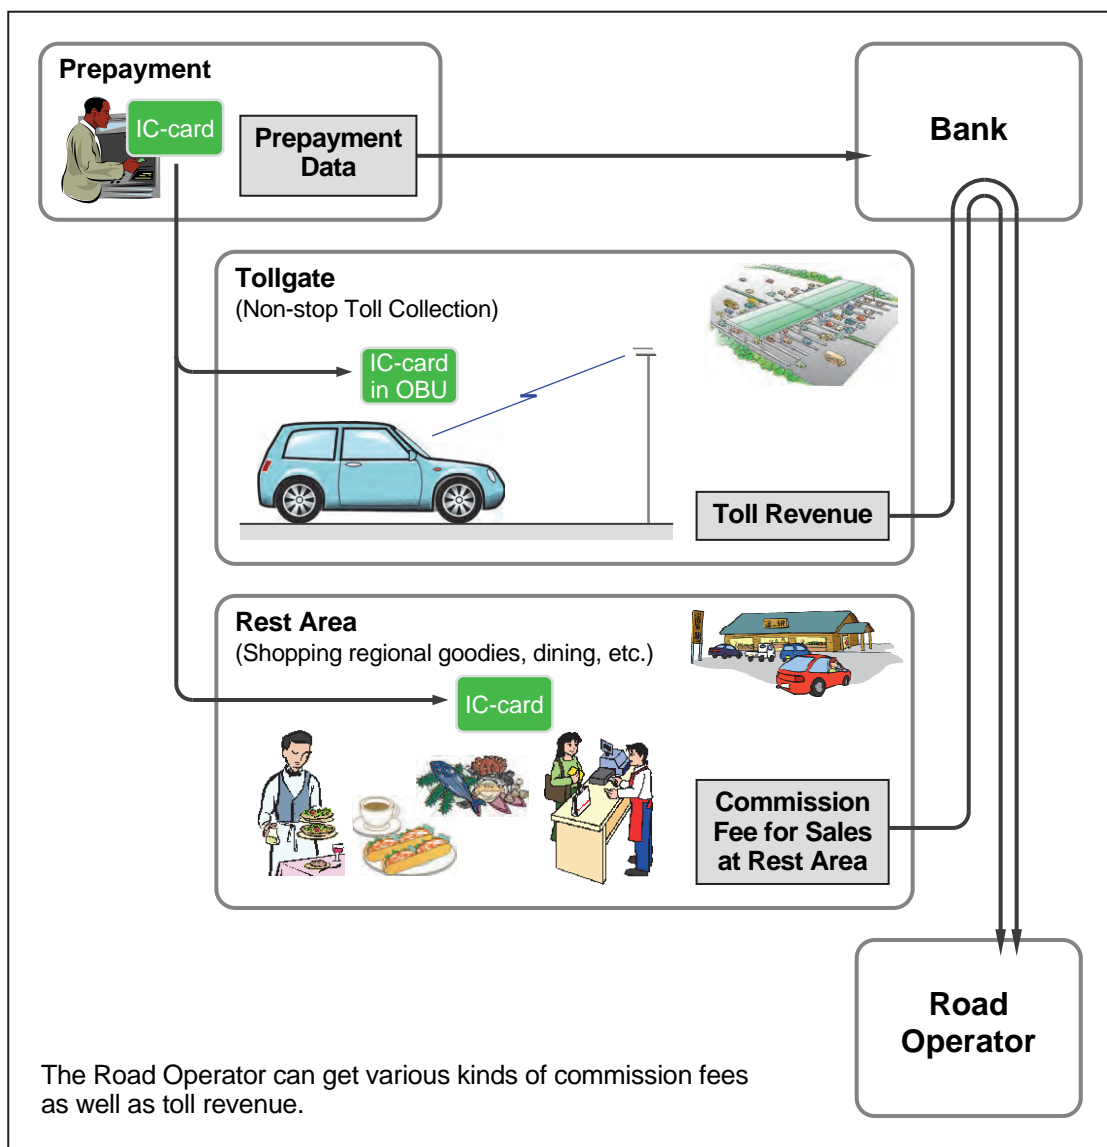 Prepayment
IC-card
Prepayment
Data
Bank
Tollgate
(Non-stop Toll Collection)
IC-card
in OBU
Toll Revenue
Rest Area
(Shopping regional goodies, dining, etc.)
IC-card
Commission
Fee for Sales
at Rest Area
Road
Operator
The Road Operator can get various kinds of commission fees
as well as toll revenue.